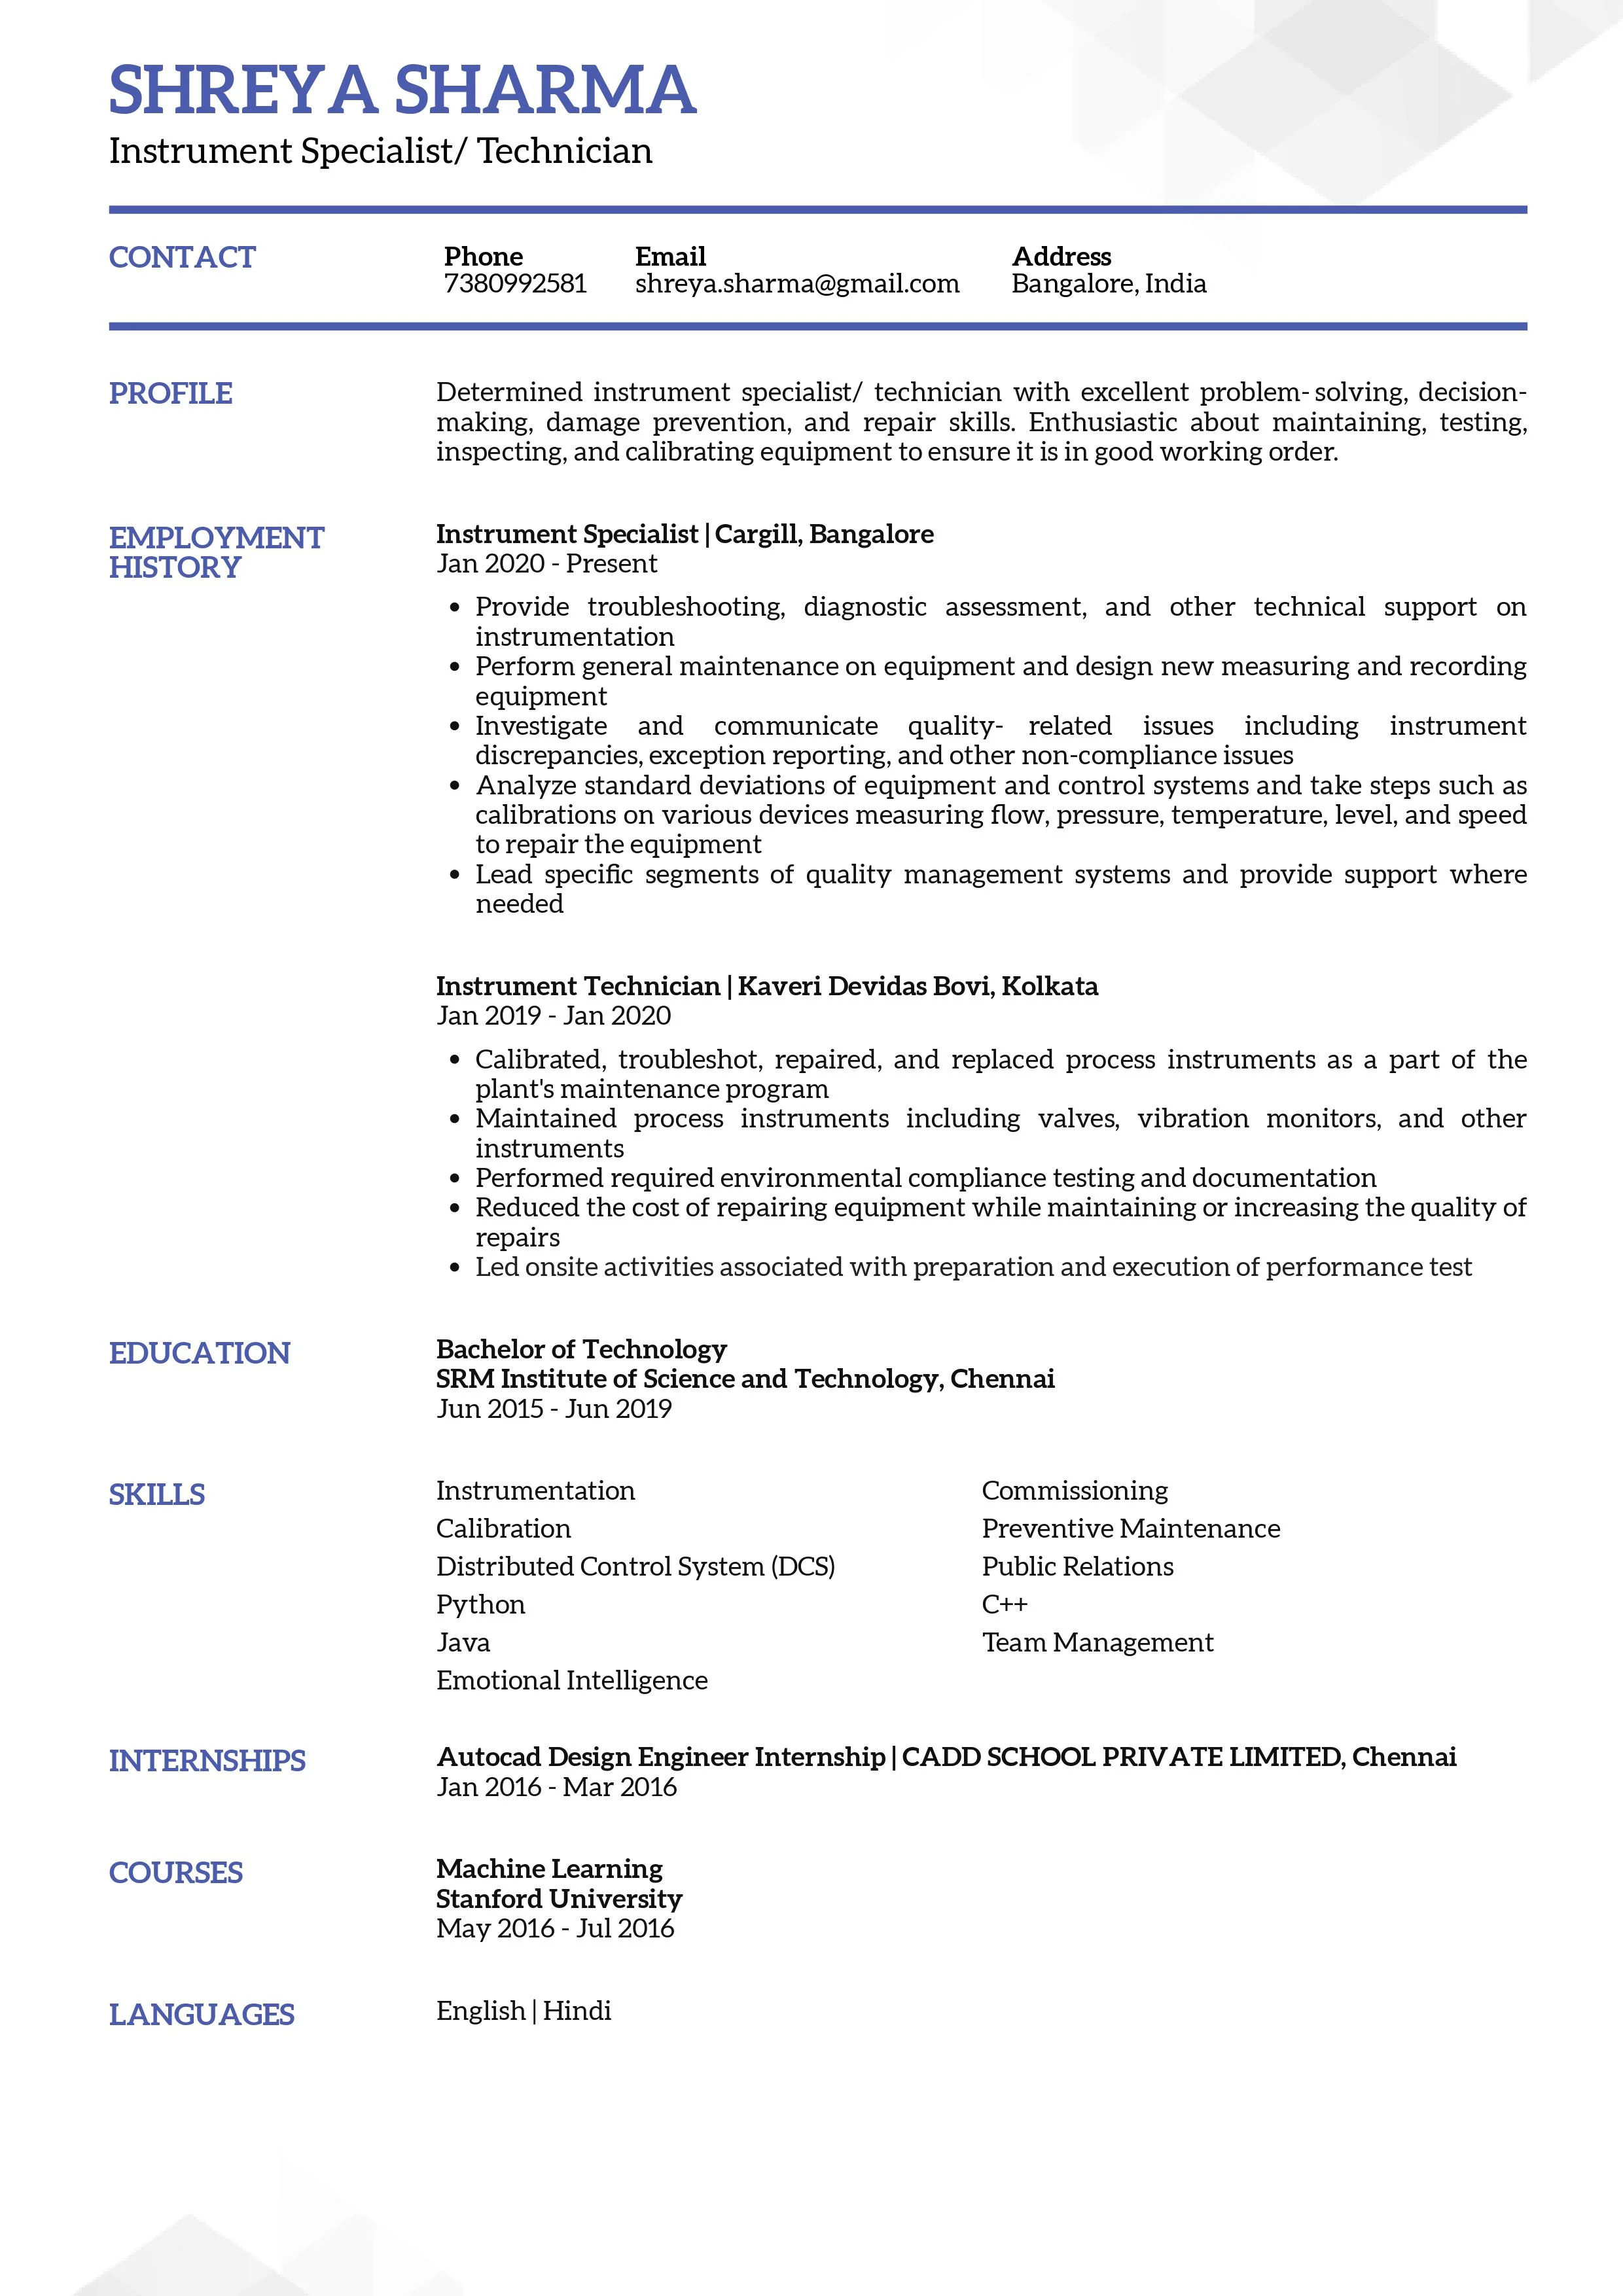 SHREYA SHARMA
Instrument Specialist/ Technician
CONTACT
Phone
7380992581
Email
shreya.sharma@gmail.com
Address
Bangalore, India
PROFILE
Determined instrument specialist/ technician with excellent problem- solving, decision-
making, damage prevention, and repair skills. Enthusiastic about maintaining, testing,
inspecting, and calibrating equipment to ensure it is in good working order.
EMPLOYMENT
HISTORY
Instrument Specialist | Cargill, Bangalore
Jan 2020 - Present
• Provide troubleshooting, diagnostic assessment, and other technical support on
instrumentation
• Perform general maintenance on equipment and design new measuring and recording
equipment
• Investigate and communicate quality- related issues including instrument
discrepancies, exception reporting, and other non-compliance issues
• Analyze standard deviations of equipment and control systems and take steps such as
calibrations on various devices measuring flow, pressure, temperature, level, and speed
to repair the equipment
• Lead specific segments of quality management systems and provide support where
needed
Instrument Technician | Kaveri Devidas Bovi, Kolkata
Jan 2019 - Jan 2020
• Calibrated, troubleshot, repaired, and replaced process instruments as a part of the
plant's maintenance program
• Maintained process instruments including valves, vibration monitors, and other
instruments
• Performed required environmental compliance testing and documentation
• Reduced the cost of repairing equipment while maintaining or increasing the quality of
repairs
• Led onsite activities associated with preparation and execution of performance test
EDUCATION
Bachelor of Technology
SRM Institute of Science and Technology, Chennai
Jun 2015 - Jun 2019
SKILLS
Instrumentation
Calibration
Distributed Control System (DCS)
Python
Java
Emotional Intelligence
Commissioning
Preventive Maintenance
Public Relations
C++
Team Management
INTERNSHIPS
Autocad Design Engineer Internship | CADD SCHOOL PRIVATE LIMITED, Chennai
Jan 2016 - Mar 2016
COURSES
Machine Learning
Stanford University
May 2016 - Jul 2016
LANGUAGES
English | Hindi